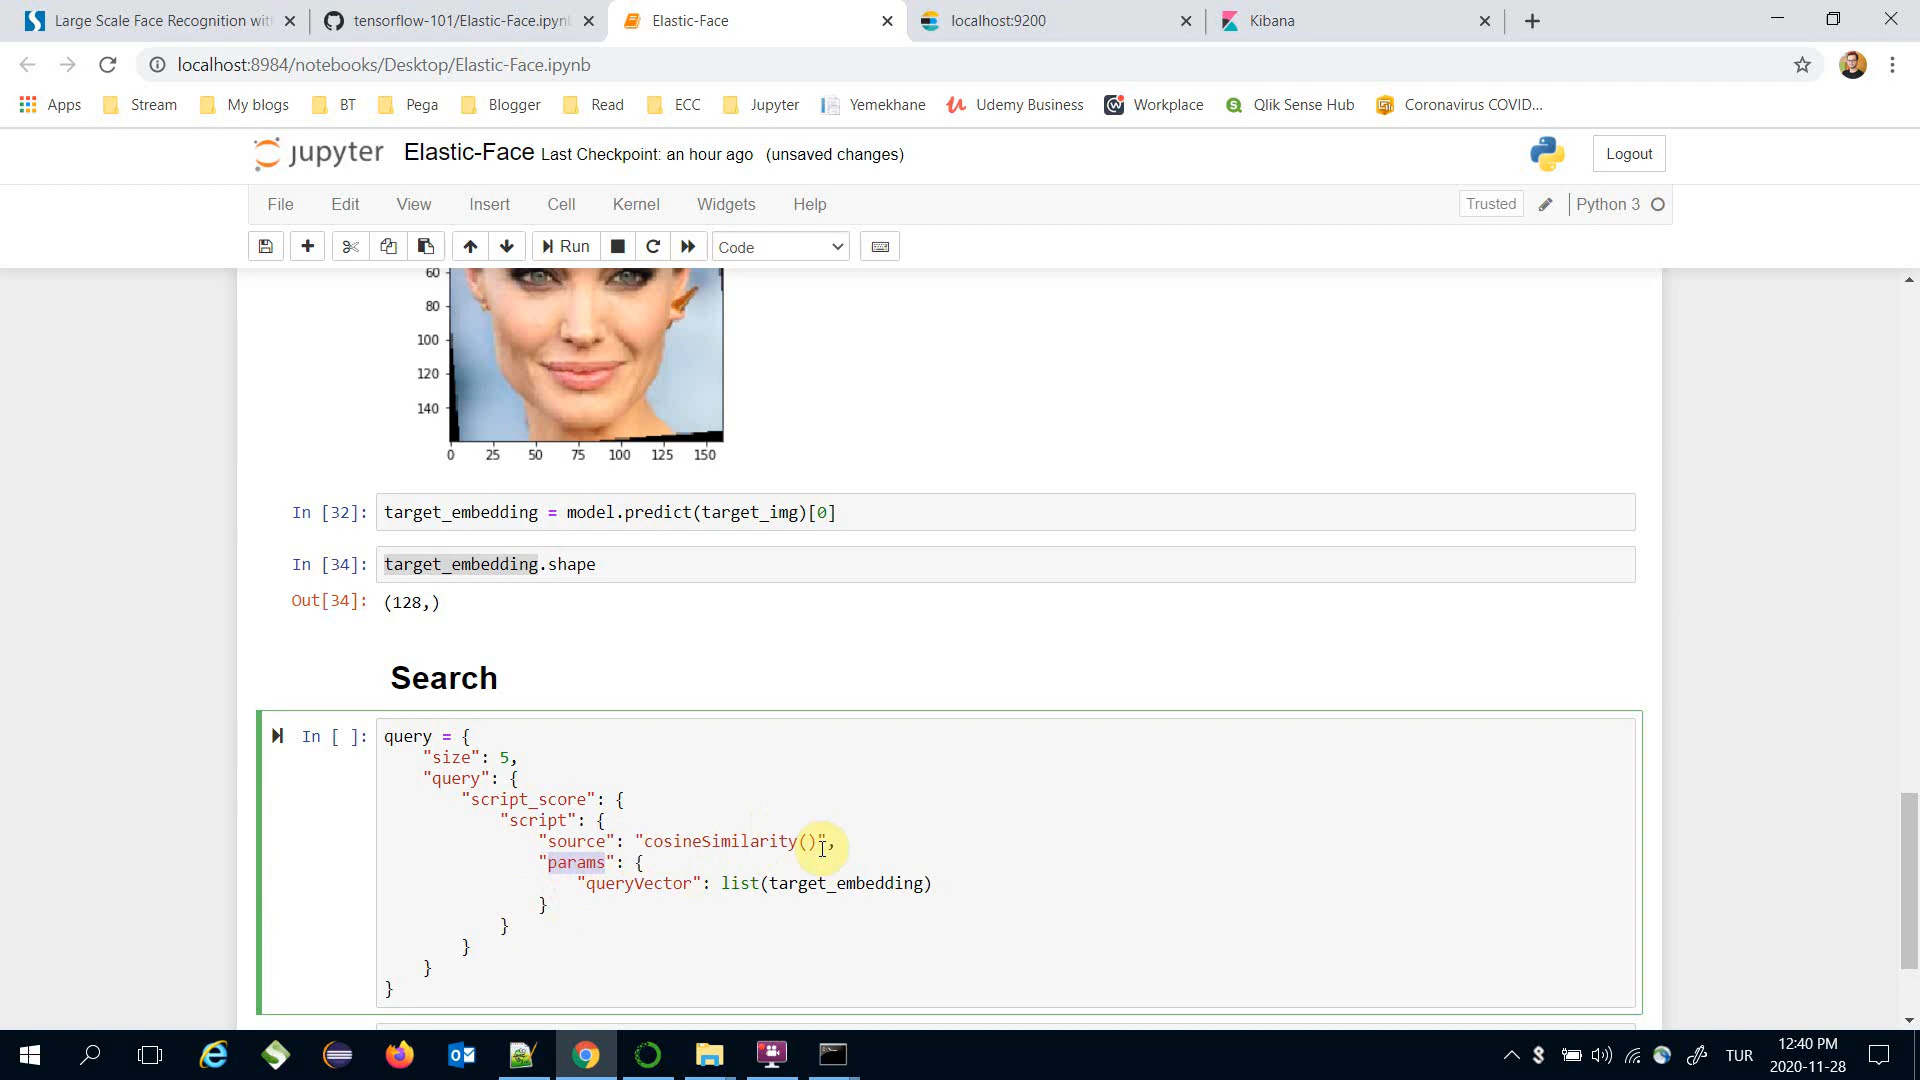 Large Scale Face Recognition wit
tensorflow-101/Elastic-Face.ipyn
Elastic-Face
localhost:9200
Kibana
localhost:8984/notebooks/Desktop/Elastic-Face.ipynb
Apps
Stream
My blogs
BT
Pega
Blogger
Read
ECC
Jupyter
Yemekhane
Udemy Business
Workplace
Qlik Sense Hub
Coronavirus COVID...
jupyter Elastic-Face Last Checkpoint: an hour ago (unsaved changes)
Logout
File Edit View Insert Cell Kernel Widgets Help
Trusted
Python 3
Run
Code
60
80
100
120
140
0 25 50 75 100 125 150
In [32]: target_embedding = model.predict(target_img)[0]
In [34]: target_embedding.shape
Out[34]: (128,)
Search
In [ ]: query = {
"size": 5,
"query": {
"script_score": {
"script": {
"source": "cosineSimilarity()",
"params": {
"queryVector": list(target_embedding)
}
}
}
}
}
TUR
12:40 PM
2020-11-28